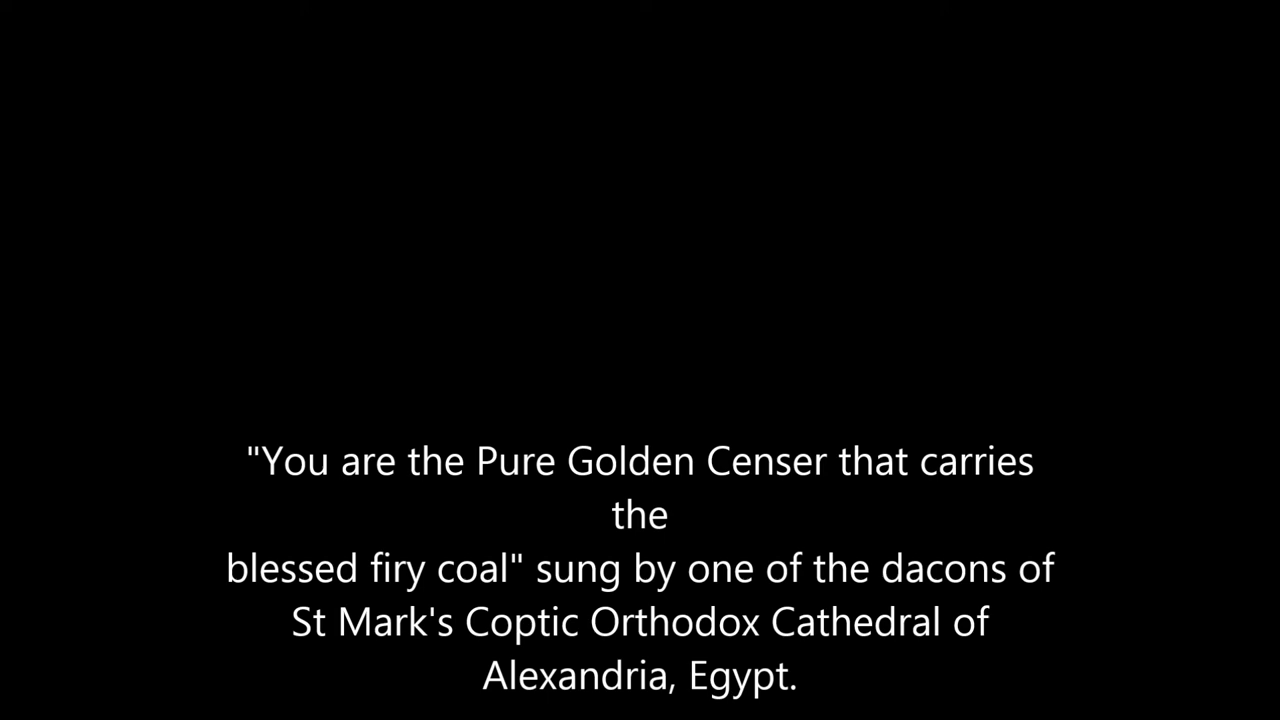 "You are the Pure Golden Censer that carries
the
blessed firy coal" sung by one of the dacons of
St Mark's Coptic Orthodox Cathedral of
Alexandria, Egypt.